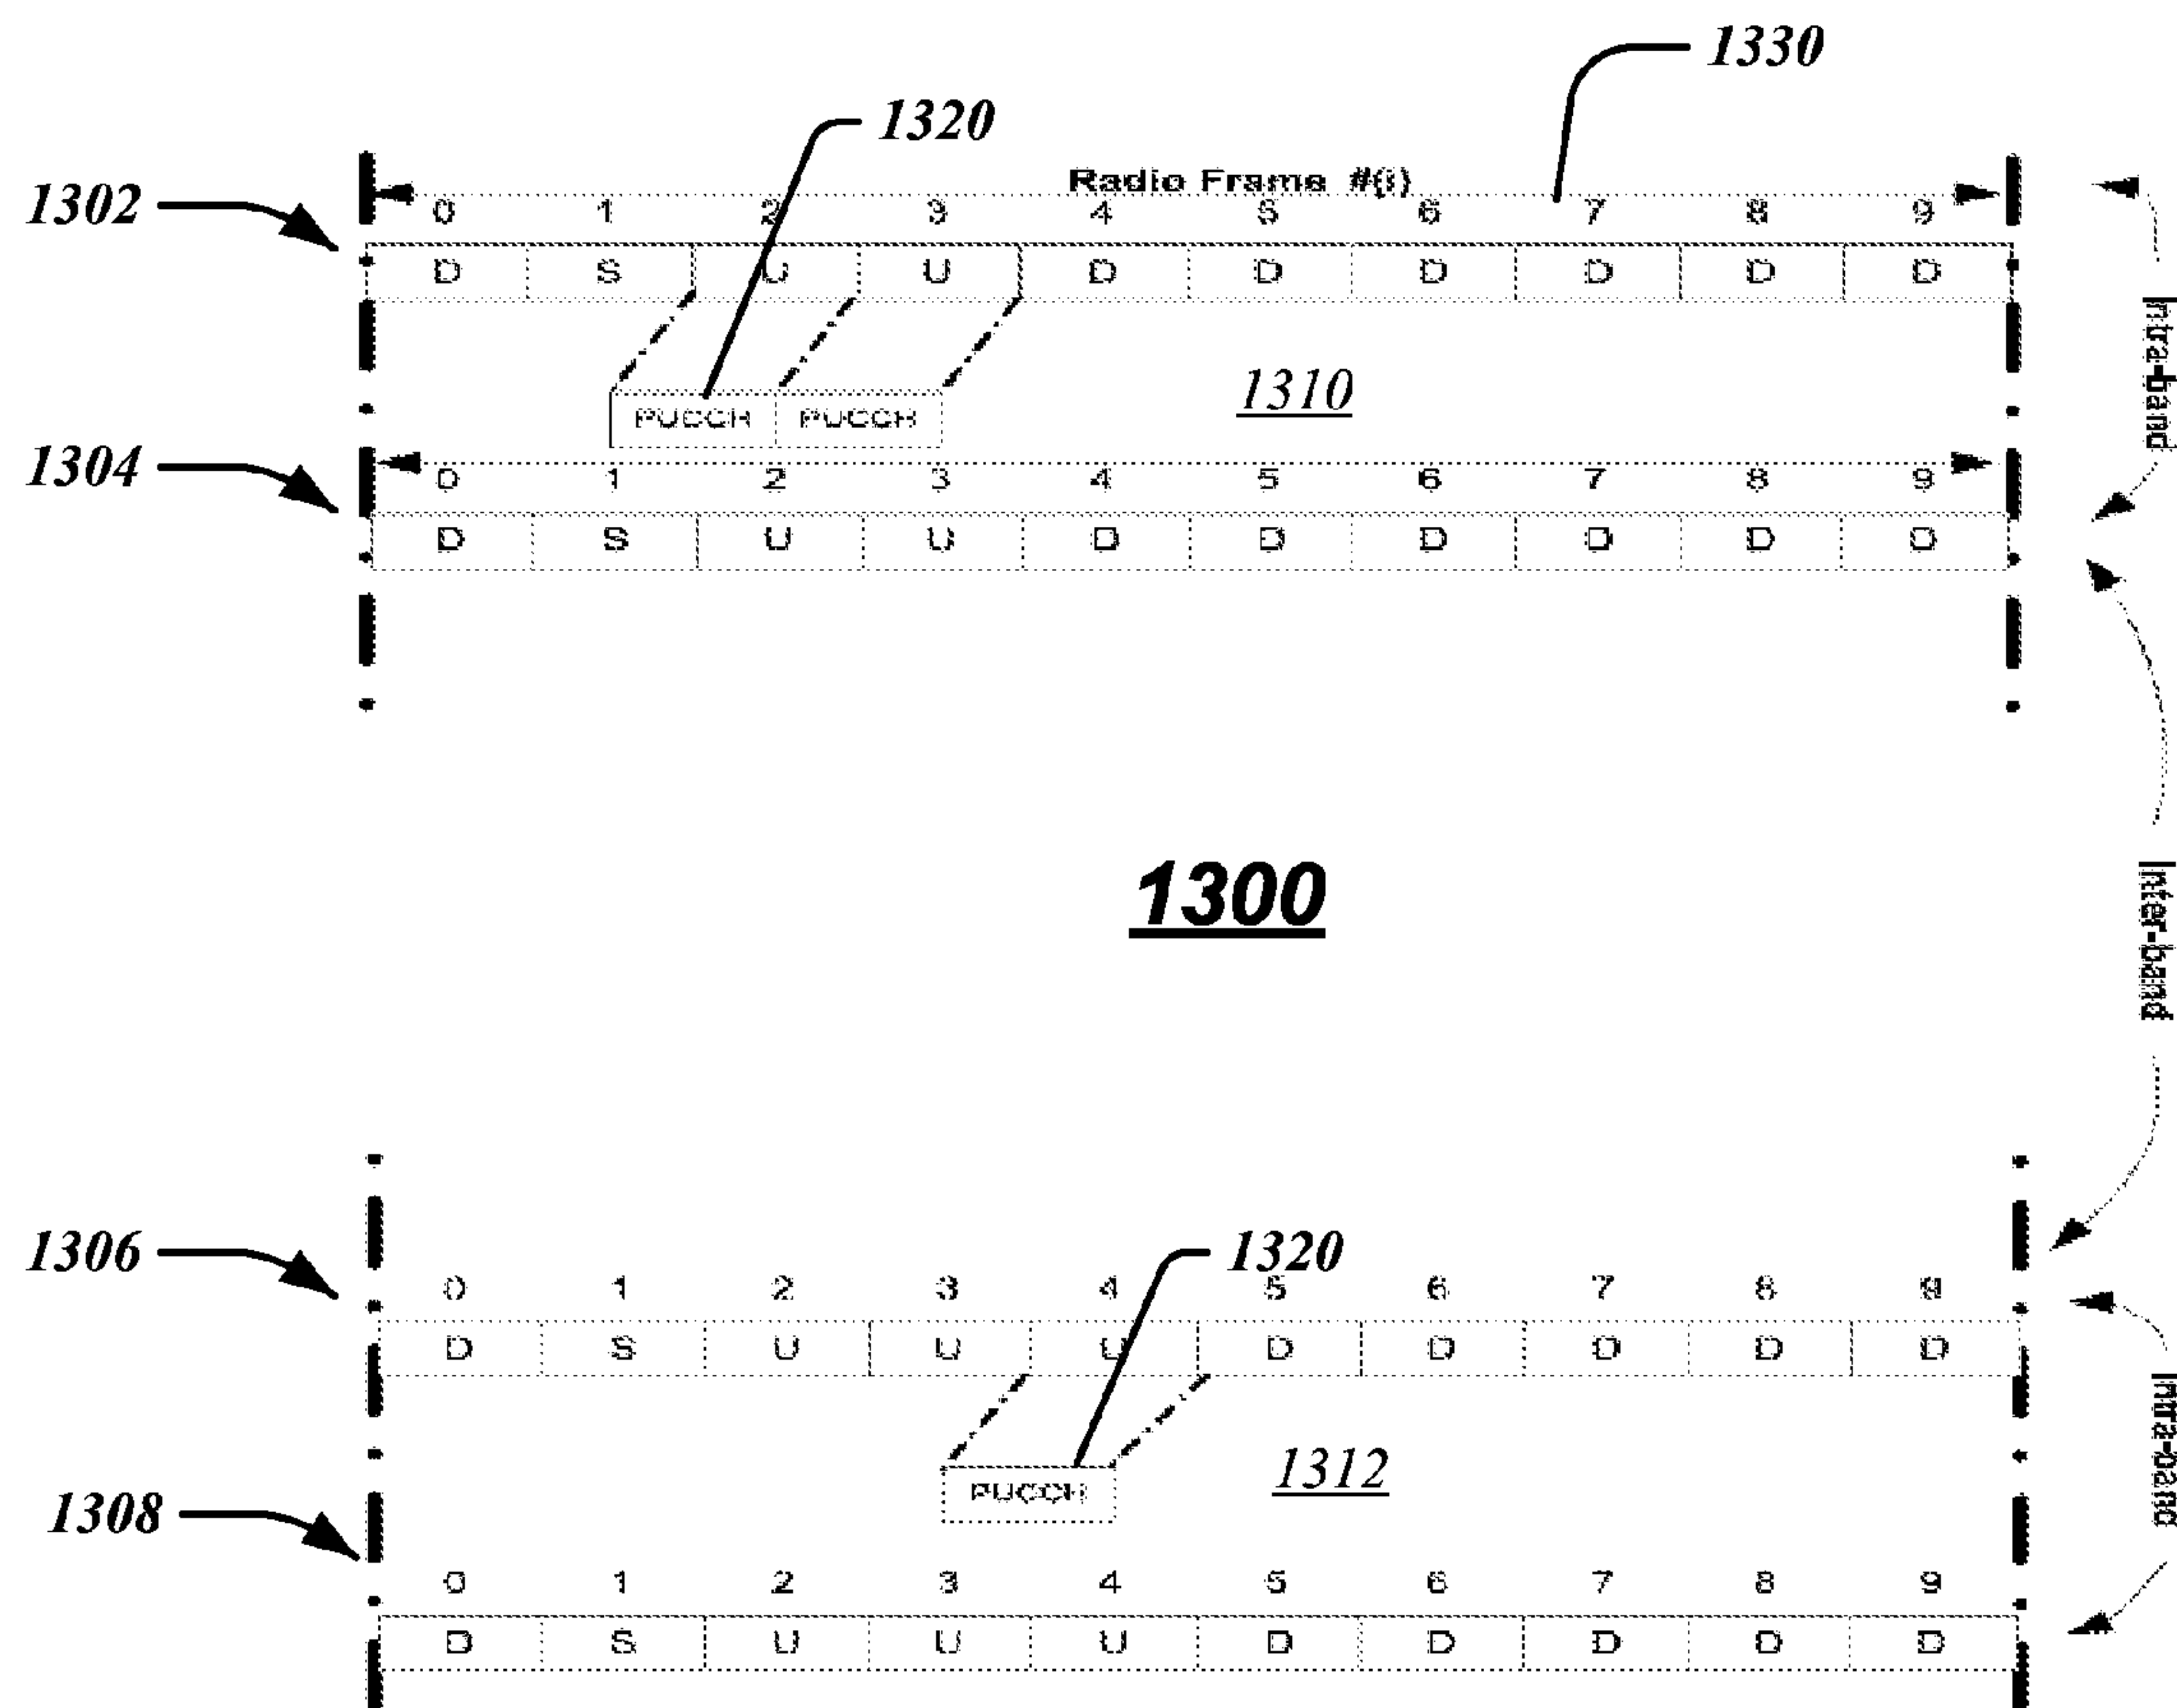 1330
1320
Radio Frame #(i)
1302
0 1 2 3 4 5 6 7 8 9
D S U U D D D D D D
Intra-band
1310
PUCCH PUCCH
1304
0 1 2 3 4 5 6 7 8 9
D S U U D D D D D D
1300
Inter-band
1306
1320
0 1 2 3 4 5 6 7 8 9
D S U U U D D D D D
Intra-band
1312
PUCCH
1308
0 1 2 3 4 5 6 7 8 9
D S U U U D D D D D